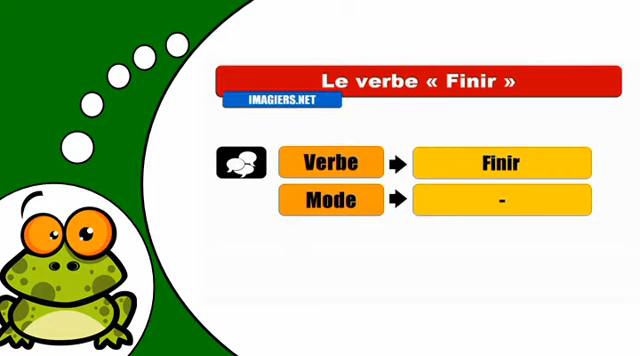 Le verbe « Finir »
IMAGIERS.NET
Verbe Finir
Mode -